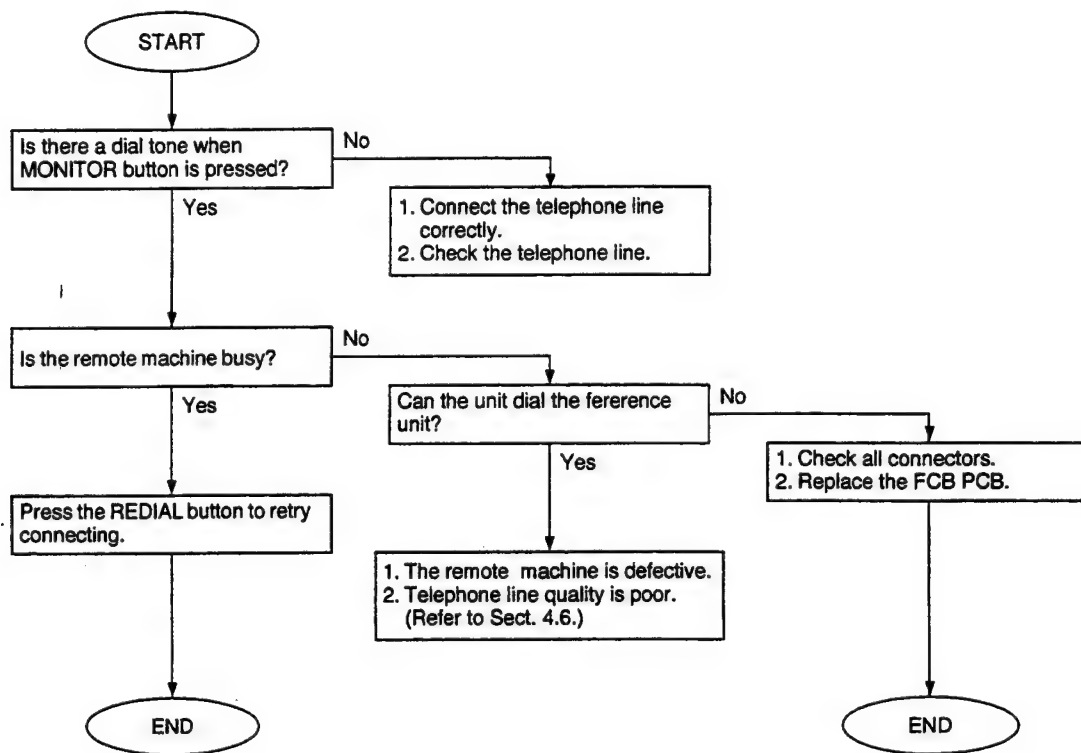 START
Is there a dial tone when
MONITOR button is pressed?
No
Yes
1. Connect the telephone line
correctly.
2. Check the telephone line.
Is the remote machine busy?
No
Yes
Can the unit dial the ference
unit?
No
Yes
1. Check all connectors.
2. Replace the FCB PCB.
Press the REDIAL button to retry
connecting.
1. The remote machine is defective.
2. Telephone line quality is poor.
(Refer to Sect. 4.6.)
END
END